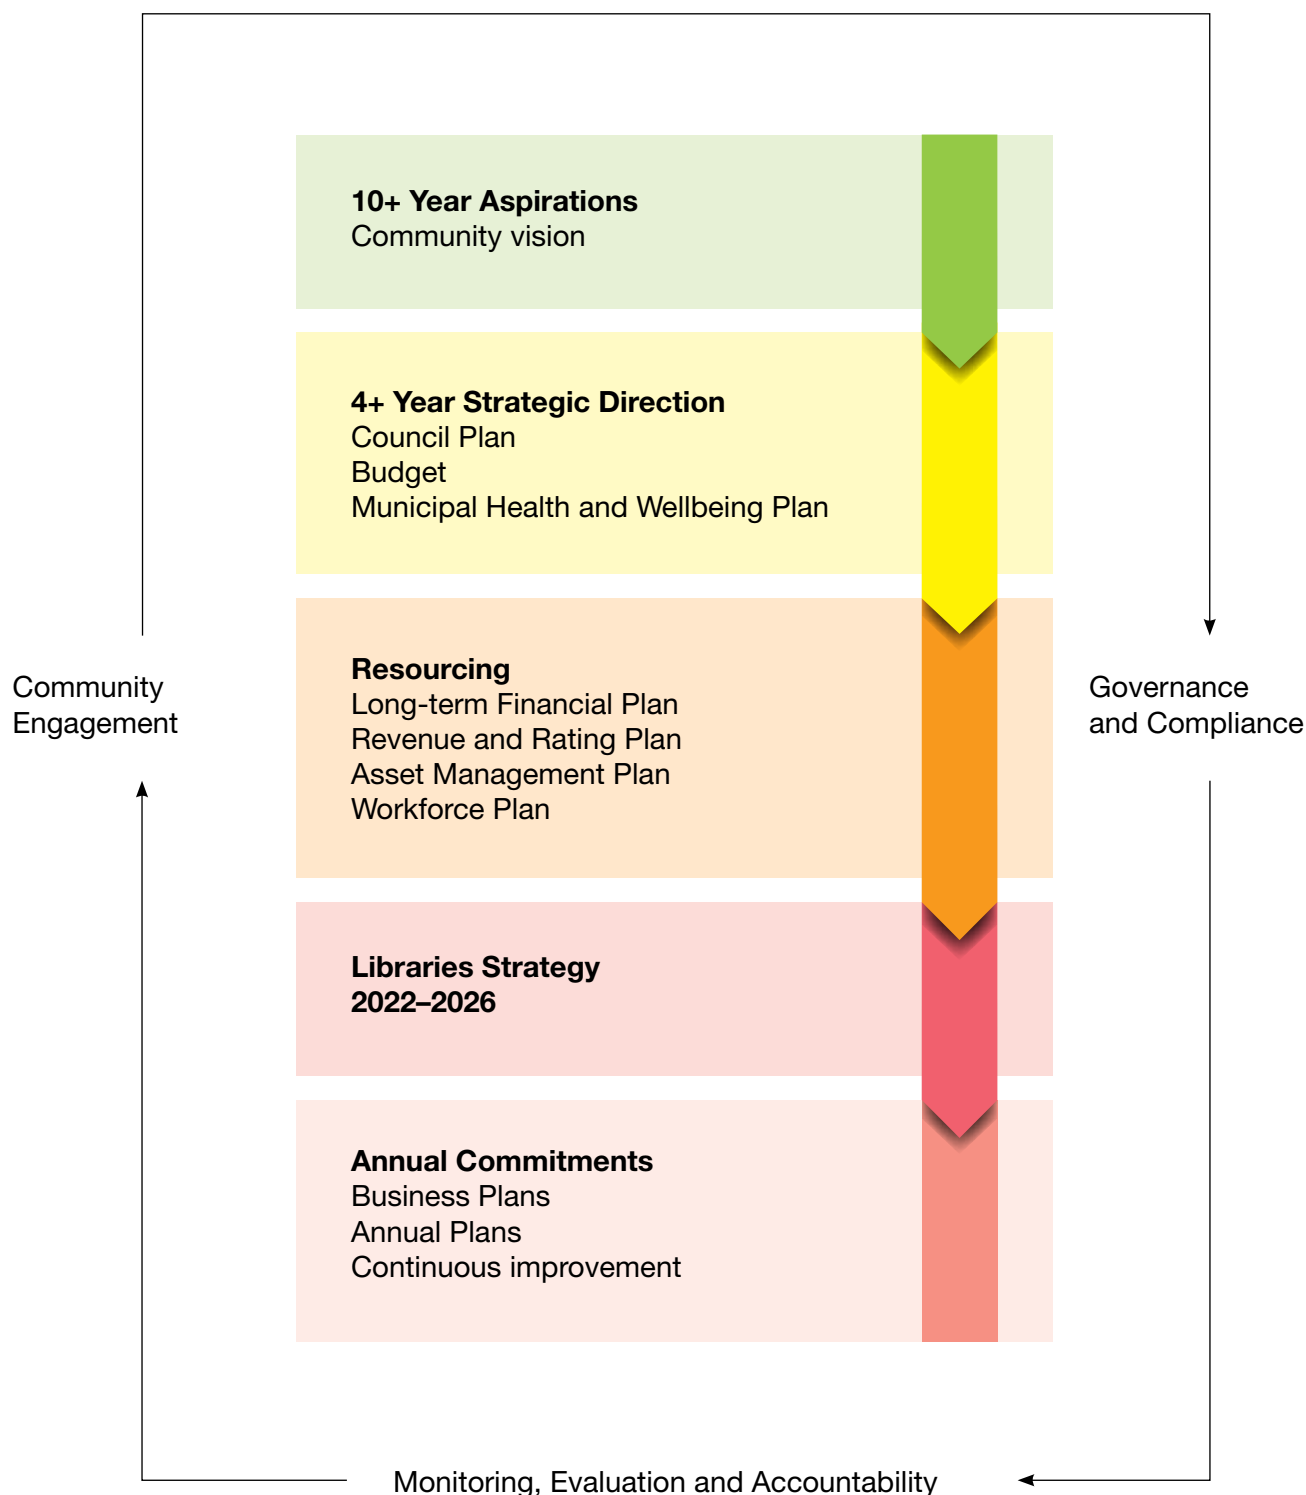 10+ Year Aspirations
Community vision
4+ Year Strategic Direction
Council Plan
Budget
Municipal Health and Wellbeing Plan
Resourcing
Long-term Financial Plan
Revenue and Rating Plan
Asset Management Plan
Workforce Plan
Libraries Strategy
2022–2026
Annual Commitments
Business Plans
Annual Plans
Continuous improvement
Community
Engagement
Governance
and Compliance
Monitoring, Evaluation and Accountability